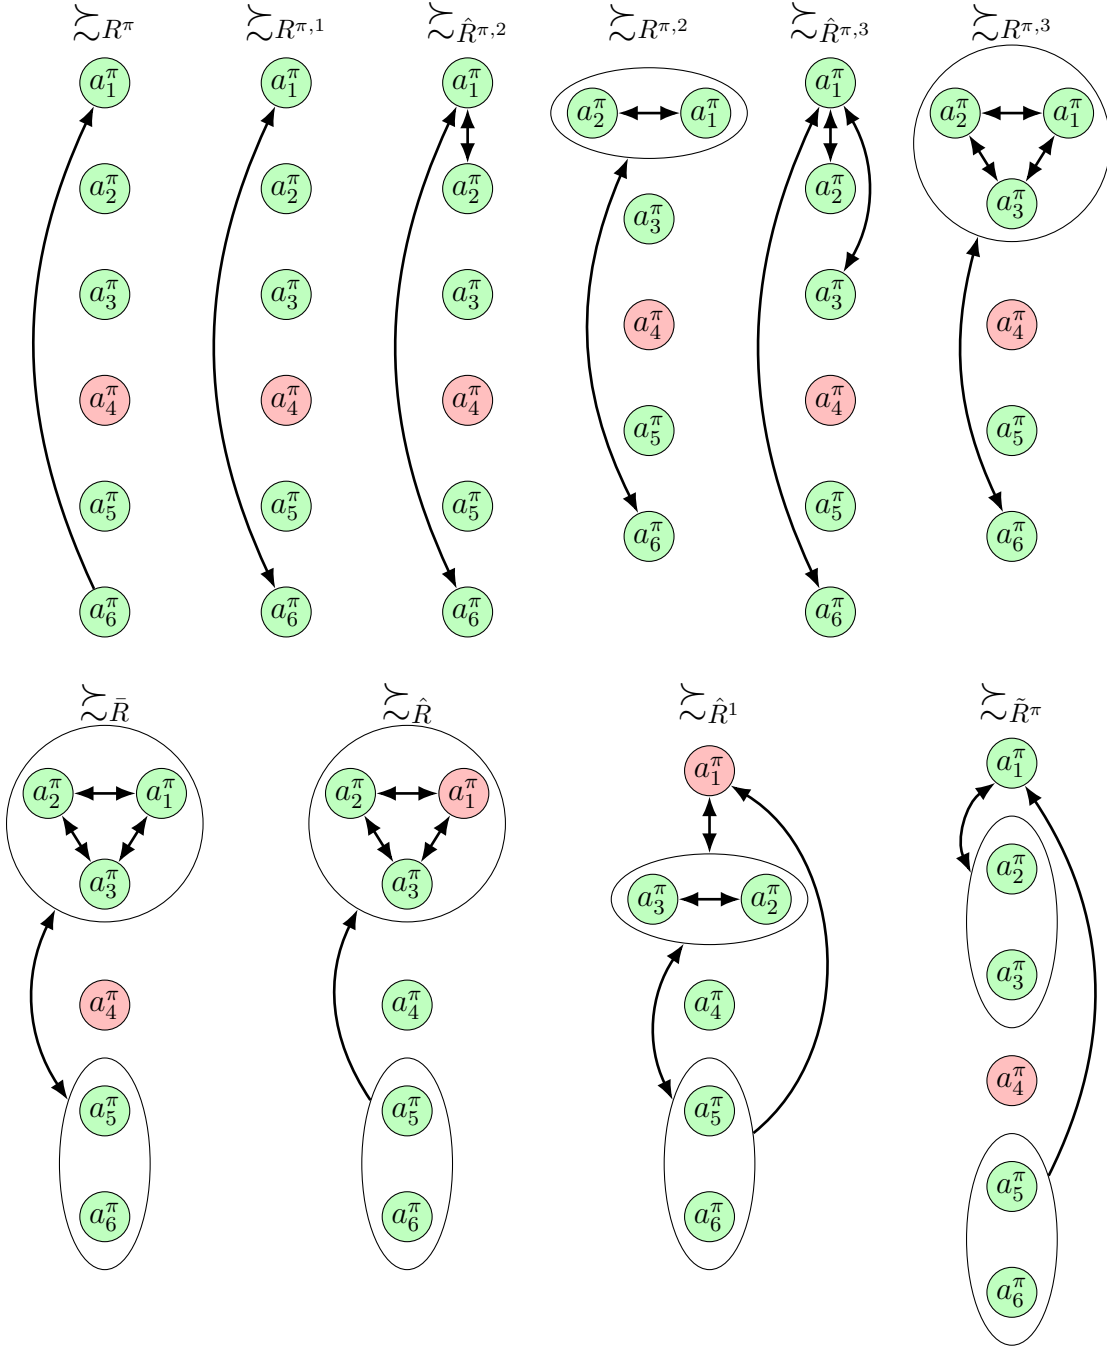 ≿_{R^π} ≿_{R^{π,1}} ≿_{\hat{R}^{π,2}} ≿_{R^{π,2}} ≿_{\hat{R}^{π,3}} ≿_{R^{π,3}}
a_1^π a_1^π a_1^π a_1^π
a_2^π a_1^π a_2^π a_1^π
a_2^π a_2^π a_2^π a_2^π
a_3^π a_3^π
a_3^π a_3^π a_3^π a_3^π
a_4^π a_4^π
a_4^π a_4^π a_4^π a_4^π
a_5^π a_5^π
a_5^π a_5^π a_5^π a_5^π
a_6^π a_6^π
a_6^π a_6^π a_6^π a_6^π
≿_{\bar{R}} ≿_{\hat{R}} ≿_{\hat{R}^1} ≿_{\tilde{R}^π}
a_1^π a_1^π
a_2^π a_1^π a_2^π a_1^π
a_3^π a_3^π a_2^π
a_3^π a_2^π
a_3^π
a_4^π a_4^π a_4^π
a_4^π
a_5^π a_5^π a_5^π
a_5^π
a_6^π a_6^π a_6^π
a_6^π